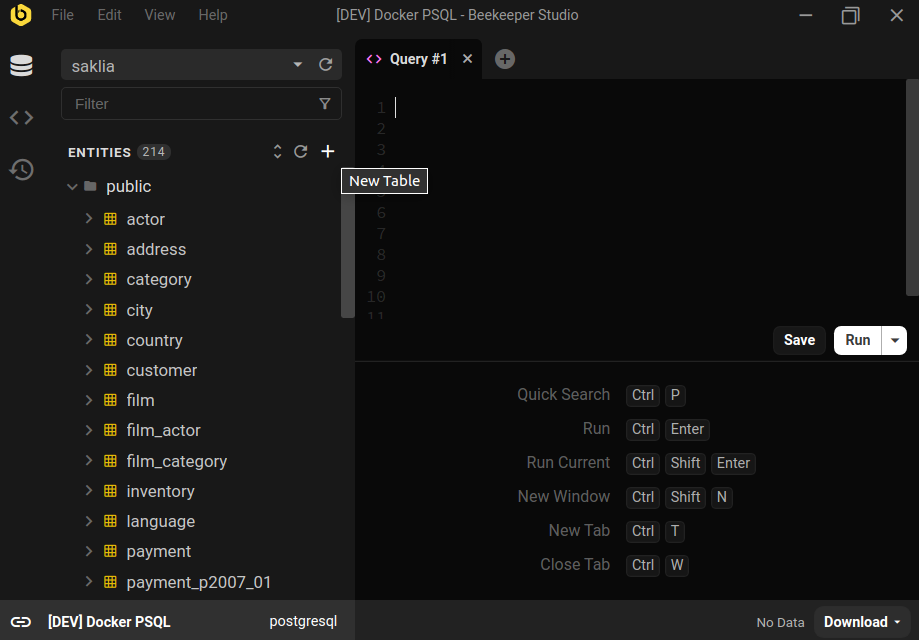 File Edit View Help [DEV] Docker PSQL - Beekeeper Studio
saklia
Filter
ENTITIES 214
public
actor
address
category
city
country
customer
film
film_actor
film_category
inventory
language
payment
payment_p2007_01
Query #1
1
2
3
New Table
6
7
8
9
10
11
Save Run
Quick Search Ctrl P
Run Ctrl Enter
Run Current Ctrl Shift Enter
New Window Ctrl Shift N
New Tab Ctrl T
Close Tab Ctrl W
[DEV] Docker PSQL postgresql No Data Download